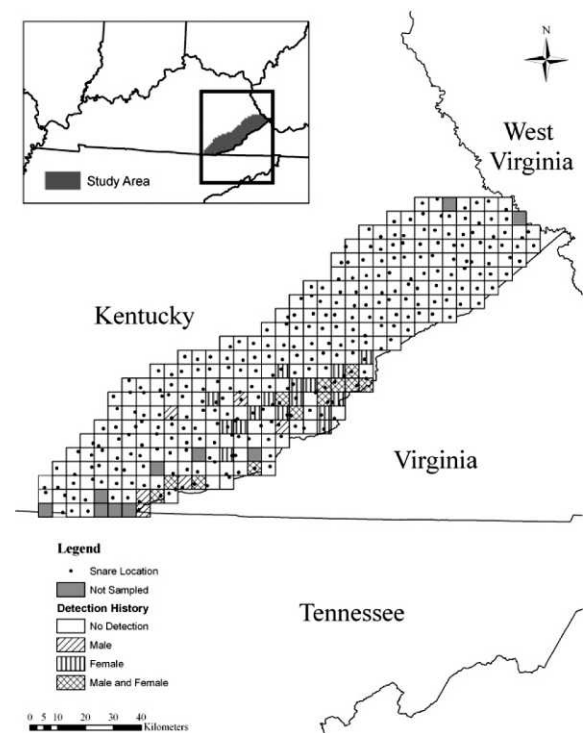 N
West
Virginia
Study Area
Kentucky
Virginia
Legend
Snare Location
Not Sampled
Detection History
No Detection
Male
Female
Male and Female
Tennessee
0 5 10 20 30 40
Kilometers